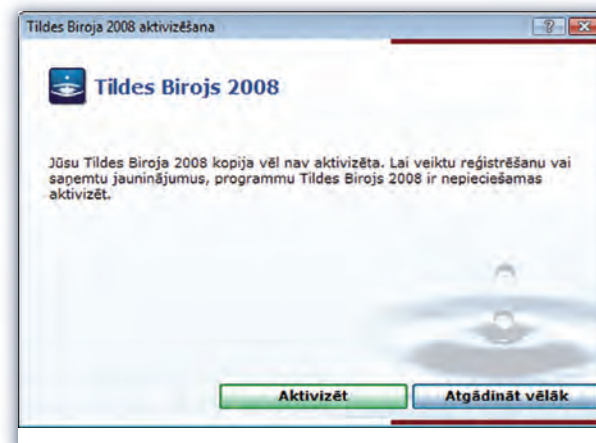 Tildes Biroja 2008 aktivizēšana
Tildes Birojs 2008
Jūsu Tildes Biroja 2008 kopija vēl nav aktivizēta. Lai veiktu reģistrēšanu vai
saņemtu jauninājumus, programmu Tildes Birojs 2008 ir nepieciešamas
aktivizēt.
Aktivizēt
Atgādināt vēlāk